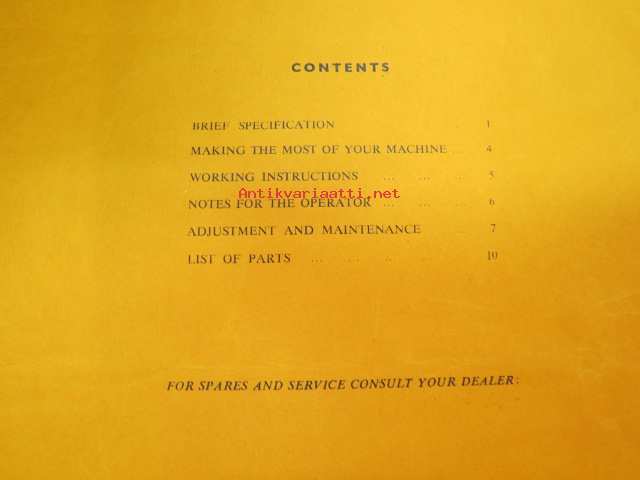 CONTENTS
BRIEF SPECIFICATION . 1
MAKING THE MOST OF YOUR MACHINE ... 4
WORKING INSTRUCTIONS ... ... ... 5
Antikvariaatti.net
NOTES FOR THE OPERATOR ... ... ... 6
ADJUSTMENT AND MAINTENANCE ... 7
LIST OF PARTS ... ... ... ... ... 10
FOR SPARES AND SERVICE CONSULT YOUR DEALER.